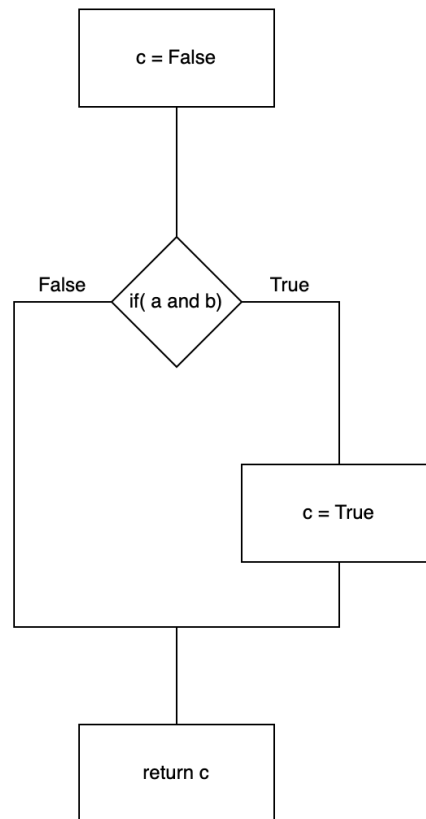 c = False
if( a and b)
False
True
c = True
return c